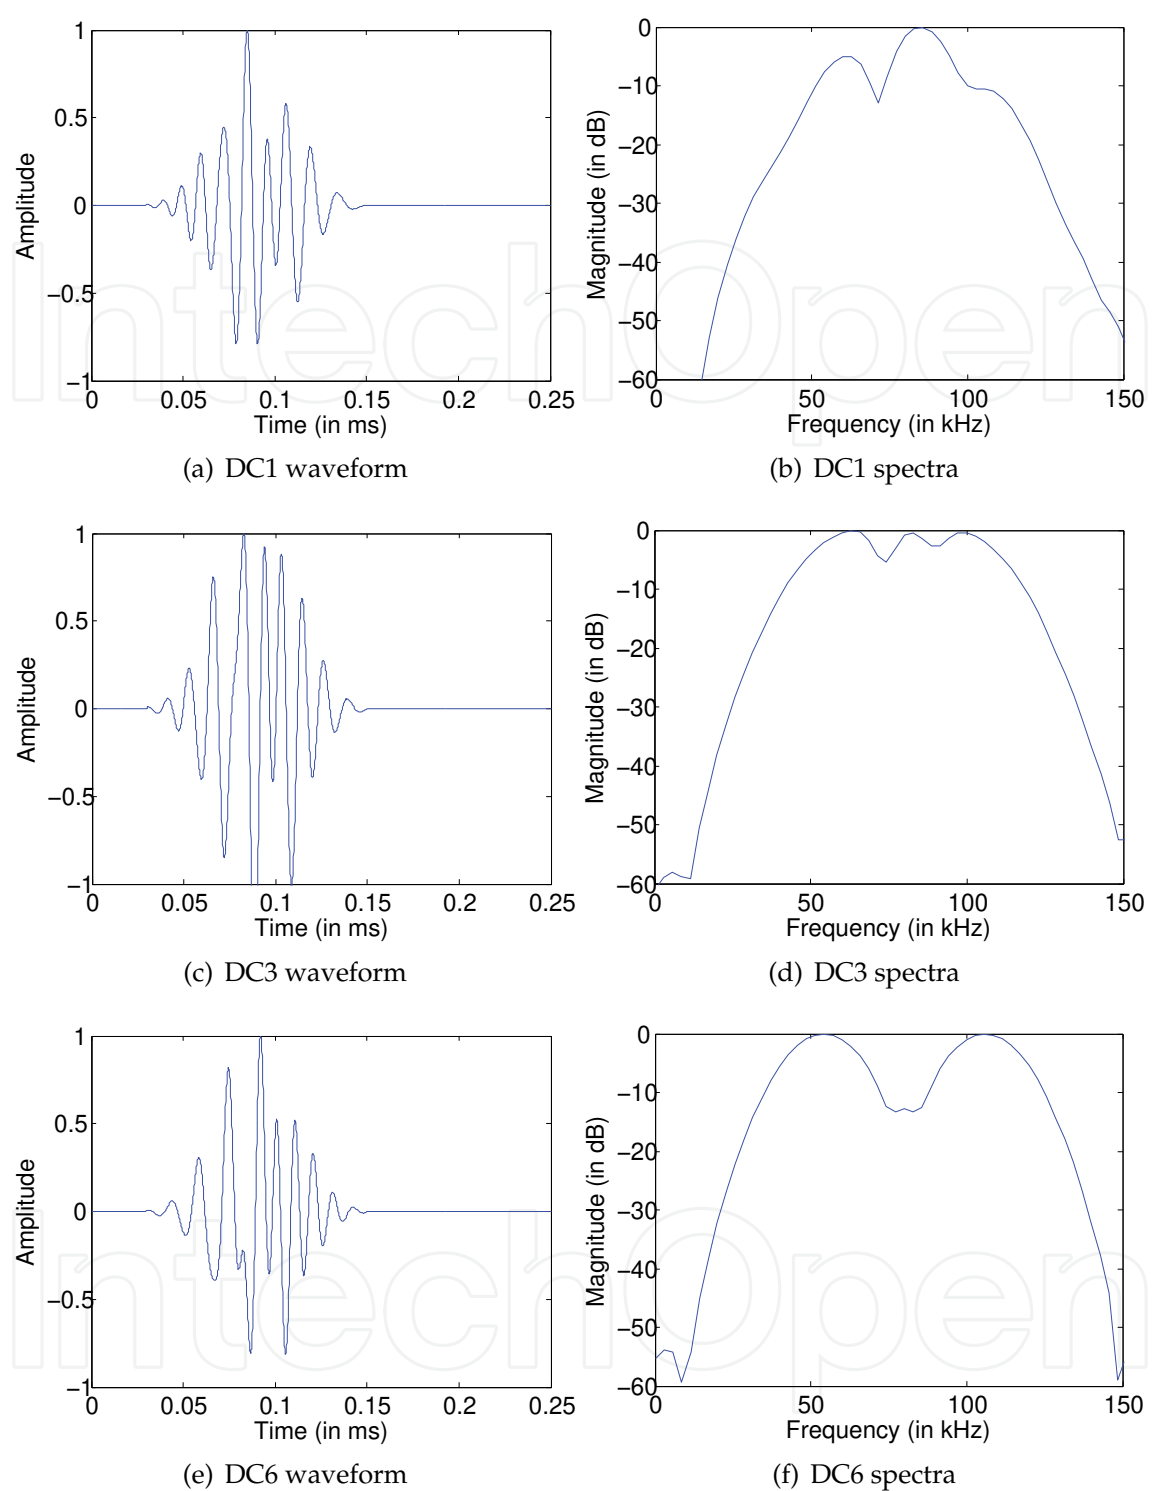 1
0.5
0
−0.5
−1
0 0.05 0.1 0.15 0.2 0.25
Amplitude
Time (in ms)
(a) DC1 waveform
0
−10
−20
−30
−40
−50
−60
0 50 100 150
Magnitude (in dB)
Frequency (in kHz)
(b) DC1 spectra
1
0.5
0
−0.5
−1
0 0.05 0.1 0.15 0.2 0.25
Amplitude
Time (in ms)
(c) DC3 waveform
0
−10
−20
−30
−40
−50
−60
0 50 100 150
Magnitude (in dB)
Frequency (in kHz)
(d) DC3 spectra
1
0.5
0
−0.5
−1
0 0.05 0.1 0.15 0.2 0.25
Amplitude
Time (in ms)
(e) DC6 waveform
0
−10
−20
−30
−40
−50
−60
0 50 100 150
Magnitude (in dB)
Frequency (in kHz)
(f) DC6 spectra
IntechOpen
IntechOpen